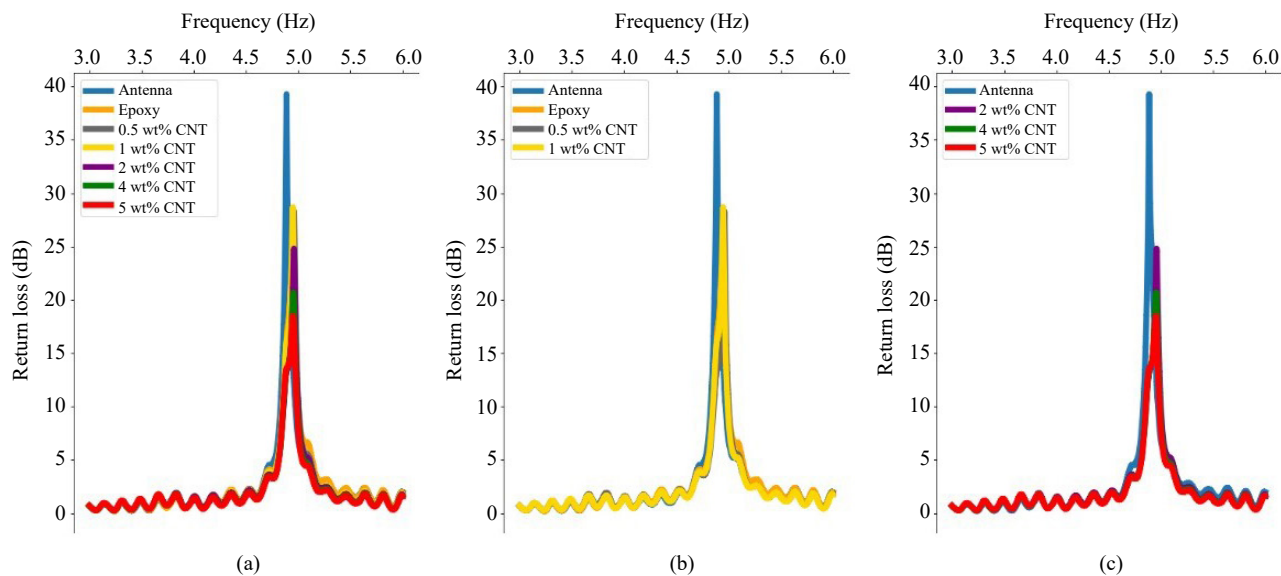 Frequency (Hz)
3.0 3.5 4.0 4.5 5.0 5.5 6.0
40
35
30
25
20
15
10
5
0
Return loss (dB)
Antenna
Epoxy
0.5 wt% CNT
1 wt% CNT
2 wt% CNT
4 wt% CNT
5 wt% CNT
(a)
Frequency (Hz)
3.0 3.5 4.0 4.5 5.0 5.5 6.0
40
35
30
25
20
15
10
5
0
Return loss (dB)
Antenna
Epoxy
0.5 wt% CNT
1 wt% CNT
(b)
Frequency (Hz)
3.0 3.5 4.0 4.5 5.0 5.5 6.0
40
35
30
25
20
15
10
5
0
Return loss (dB)
Antenna
2 wt% CNT
4 wt% CNT
5 wt% CNT
(c)